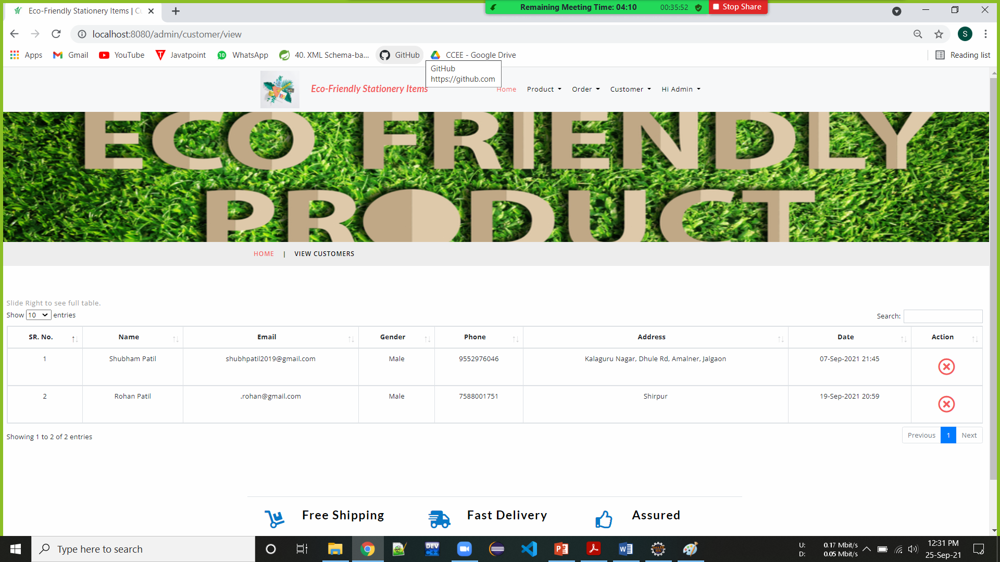 Eco-Friendly Stationery Items | Cu
Remaining Meeting Time: 04:10
00:35:52
Stop Share
localhost:8080/admin/customer/view
S
Apps
Gmail
YouTube
Javatpoint
10
WhatsApp
40. XML Schema-ba...
GitHub
CCEE - Google Drive
Reading list
GitHub
https://github.com
Eco-Friendly Stationery Items
Home
Product
Order
Customer
Hi Admin
ECO FRIENDLY
PRODUCT
HOME | VIEW CUSTOMERS
Slide Right to see full table.
Show 10 entries
Search:
SR. No. Name Email Gender Phone Address Date Action
1 Shubham Patil shubhpatil2019@gmail.com Male 9552976046 Kalaguru Nagar, Dhule Rd, Amalner, Jalgaon 07-Sep-2021 21:45
2 Rohan Patil .rohan@gmail.com Male 7588001751 Shirpur 19-Sep-2021 20:59
Showing 1 to 2 of 2 entries
Previous 1 Next
Free Shipping
Fast Delivery
Assured
Type here to search
DEV
U: 0.17 Mbit/s
D: 0.05 Mbit/s
12:31 PM
25-Sep-21